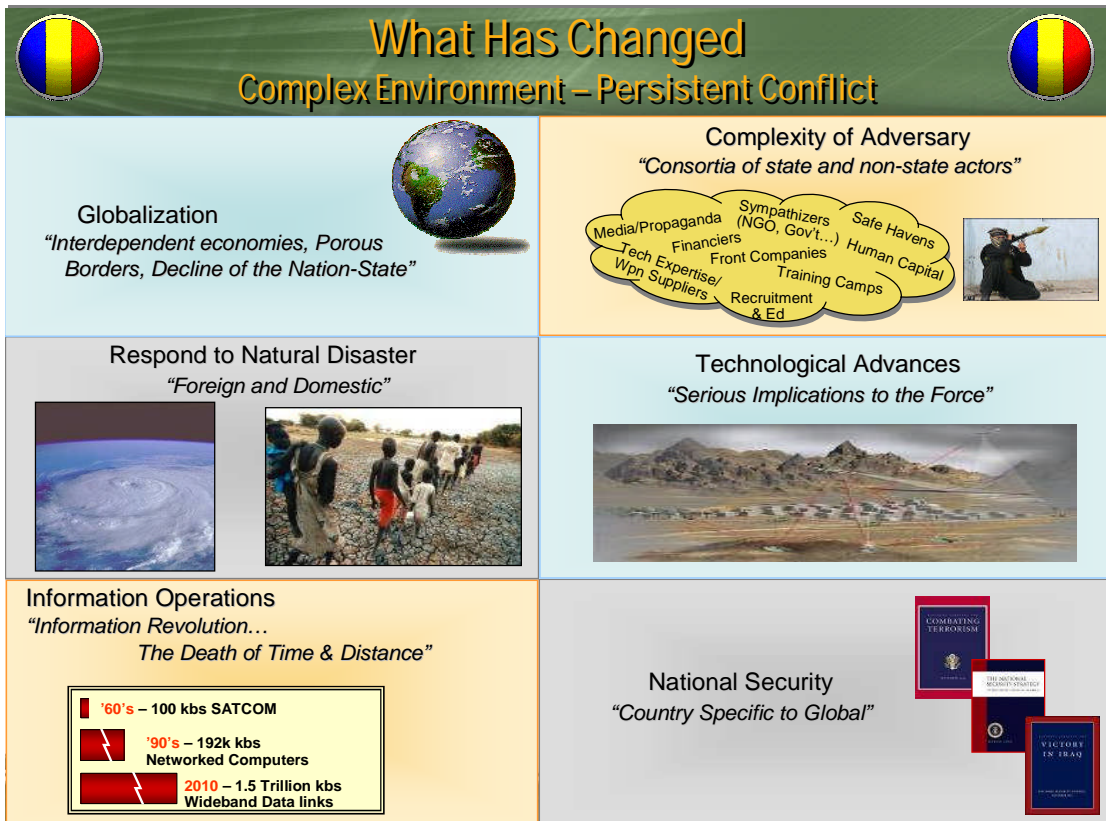 What Has Changed
Complex Environment – Persistent Conflict
Globalization
“Interdependent economies, Porous
Borders, Decline of the Nation-State”
Complexity of Adversary
“Consortia of state and non-state actors”
Media/Propaganda
Sympathizers
(NGO, Gov’t…)
Safe Havens
Financiers
Human Capital
Front Companies
Tech Expertise/
Wpn Suppliers
Training Camps
Recruitment
& Ed
Respond to Natural Disaster
“Foreign and Domestic”
Technological Advances
“Serious Implications to the Force”
Information Operations
“Information Revolution…
The Death of Time & Distance”
’60’s – 100 kbs SATCOM
’90’s – 192k kbs
Networked Computers
2010 – 1.5 Trillion kbs
Wideband Data links
National Security
“Country Specific to Global”
COMBATING
TERRORISM
THE NATIONAL
SECURITY STRATEGY
VICTORY
IN IRAQ